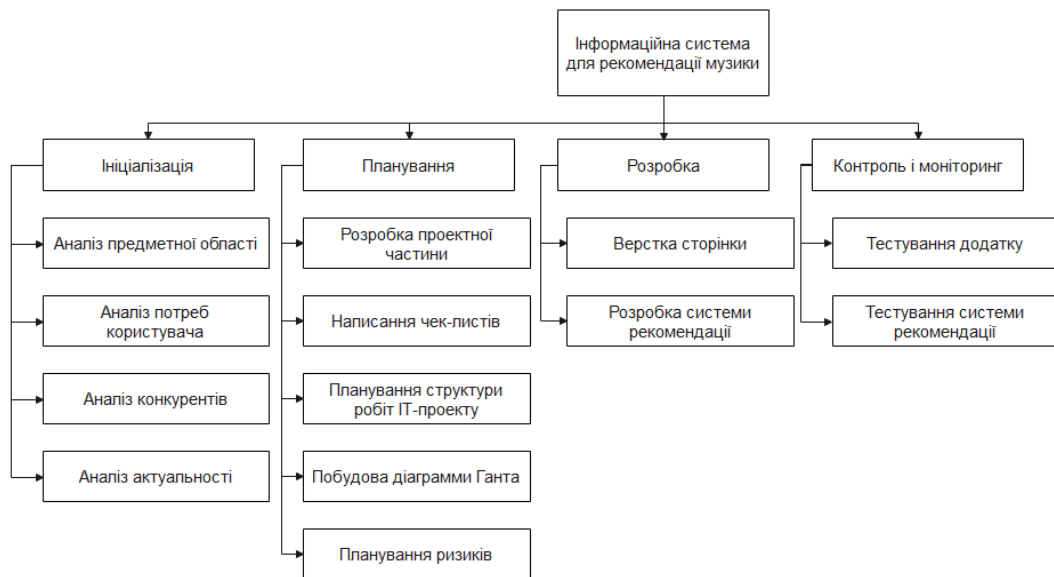 Інформаційна система
для рекомендації музики
Ініціалізація
Планування
Розробка
Контроль і моніторинг
Аналіз предметної області
Розробка проектної
частини
Верстка сторінки
Тестування додатку
Аналіз потреб
користувача
Написання чек-листів
Розробка системи
рекомендації
Тестування системи
рекомендації
Аналіз конкурентів
Планування структури
робіт ІТ-проекту
Аналіз актуальності
Побудова діаграмми Ганта
Планування ризиків